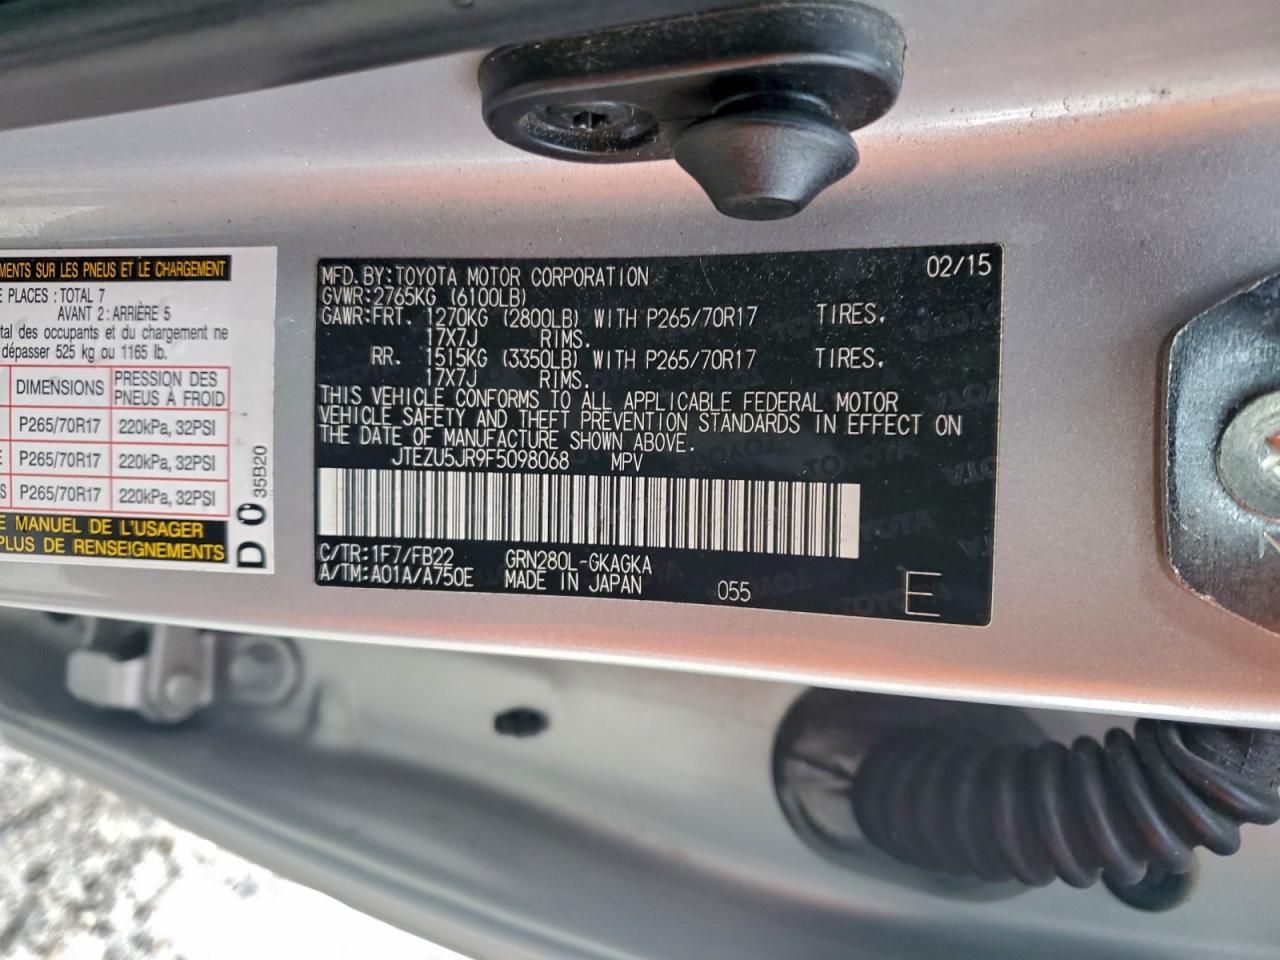 MENTS SUR LES PNEUS ET LE CHARGEMENT
E PLACES : TOTAL 7
AVANT 2 : ARRIÈRE 5
tal des occupants et du chargement ne
dépasser 525 kg ou 1165 lb.
DIMENSIONS PRESSION DES PNEUS À FROID
P265/70R17 220kPa, 32PSI
E P265/70R17 220kPa, 32PSI
S P265/70R17 220kPa, 32PSI
E MANUEL DE L'USAGER
PLUS DE RENSEIGNEMENTS
D0 35B20
MFD.BY:TOYOTA MOTOR CORPORATION 02/15
GVWR:2765KG (6100LB)
GAWR:FRT. 1270KG (2800LB) WITH P265/70R17 TIRES.
17X7J RIMS.
RR. 1515KG (3350LB) WITH P265/70R17 TIRES.
17X7J RIMS.
THIS VEHICLE CONFORMS TO ALL APPLICABLE FEDERAL MOTOR
VEHICLE SAFETY AND THEFT PREVENTION STANDARDS IN EFFECT ON
THE DATE OF MANUFACTURE SHOWN ABOVE.
JTEZU5JR9F5098068 MPV
C/TR:1F7/FB22 GRN280L-GKAGKA
A/TM:A01A/A750E MADE IN JAPAN 055 E